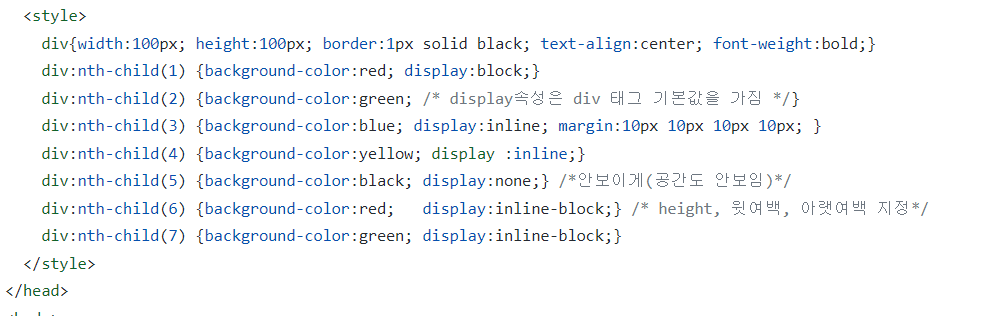 <style>
div{width:100px; height:100px; border:1px solid black; text-align:center; font-weight:bold;}
div:nth-child(1) {background-color:red; display:block;}
div:nth-child(2) {background-color:green; /* display속성은 div 태그 기본값을 가짐 */}
div:nth-child(3) {background-color:blue; display:inline; margin:10px 10px 10px 10px; }
div:nth-child(4) {background-color:yellow; display :inline;}
div:nth-child(5) {background-color:black; display:none;} /*안보이게(공간도 안보임)*/
div:nth-child(6) {background-color:red;   display:inline-block;} /* height, 윗여백, 아랫여백 지정*/
div:nth-child(7) {background-color:green; display:inline-block;}
</style>
</head>